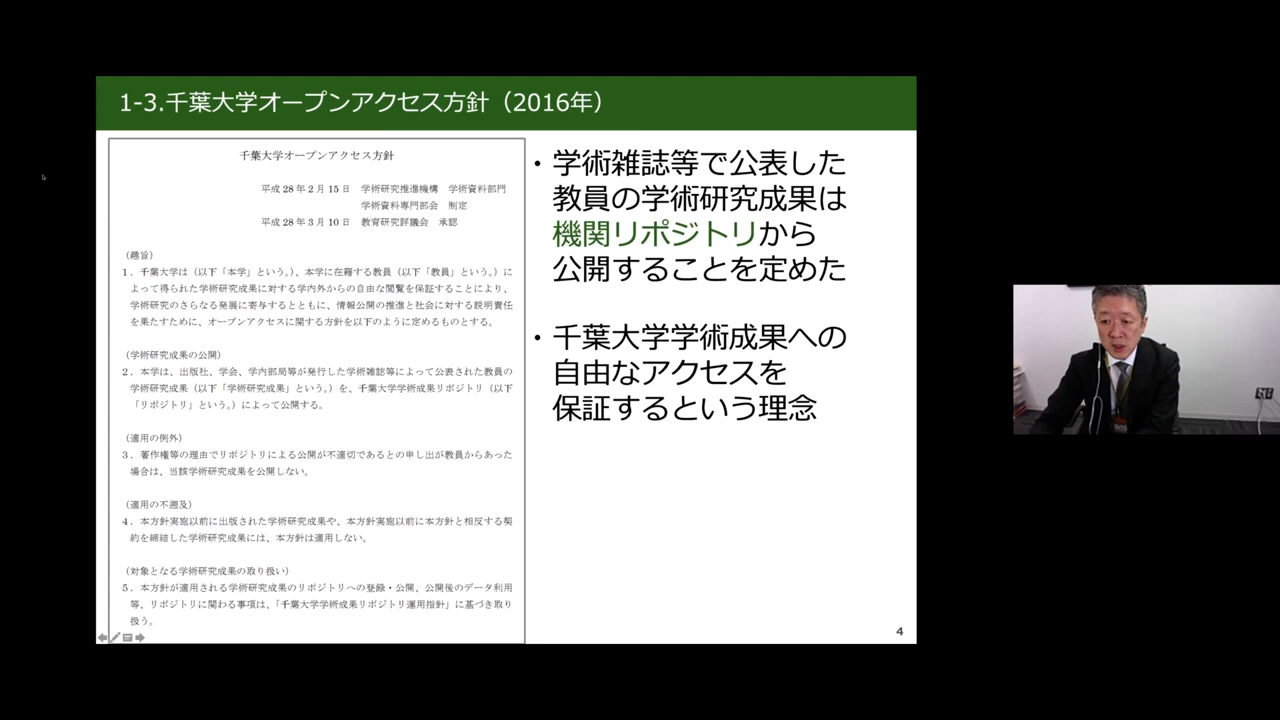 1-3.千葉大学オープンアクセス方針（2016年）
千葉大学オープンアクセス方針
平成 28 年 2 月 15 日　学術研究推進機構　学術資料部門
学術資料専門部会　制定
平成 28 年 3 月 10 日　教育研究評議会　承認
（趣旨）
１．千葉大学は（以下「本学」という。）、本学に在籍する教員（以下「教員」という。）に
よって得られた学術研究成果に対する学内外からの自由な閲覧を保証することにより、
学術研究のさらなる発展に寄与するとともに、情報公開の推進と社会に対する説明責任
を果たすために、オープンアクセスに関する方針を以下のように定めるものとする。
（学術研究成果の公開）
２．本学は、出版社、学会、学内部局等が発行した学術雑誌等によって公表された教員の
学術研究成果（以下「学術研究成果」という。）を、千葉大学学術成果リポジトリ（以下
「リポジトリ」という。）によって公開する。
（適用の例外）
３．著作権等の理由でリポジトリによる公開が不適切であるとの申し出が教員からあった
場合は、当該学術研究成果を公開しない。
（適用の不遡及）
４．本方針実施以前に出版された学術研究成果や、本方針実施以前に本方針と相反する契
約を締結した学術研究成果には、本方針は適用しない。
（対象となる学術研究成果の取り扱い）
５．本方針が適用される学術研究成果のリポジトリへの登録・公開、公開後のデータ利用
等、リポジトリに関わる事項は、「千葉大学学術成果リポジトリ運用指針」に基づき取り
扱う。
・学術雑誌等で公表した
教員の学術研究成果は
機関リポジトリから
公開することを定めた
・千葉大学学術成果への
自由なアクセスを
保証するという理念
4